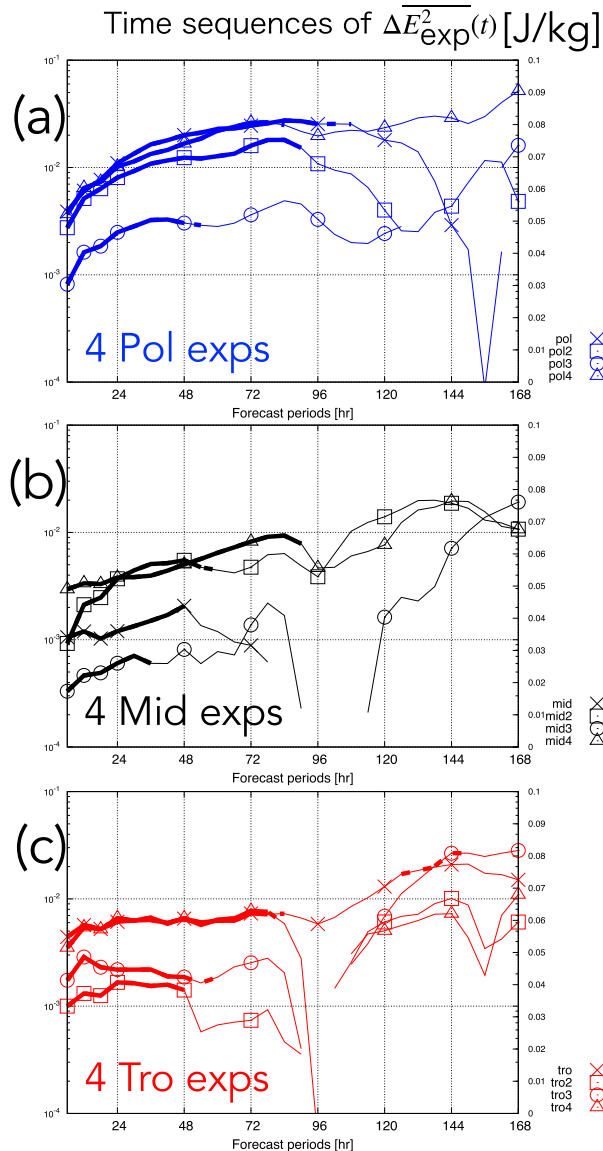 Time sequences of Δ\overline{E²_exp}(t) [J/kg]
(a)
10⁻¹
10⁻²
10⁻³
10⁻⁴
0.1
0.09
0.08
0.07
0.06
0.05
0.04
0.03
0.02
0.01
0
4 Pol exps
pol
pol2
pol3
pol4
24 48 72 96 120 144 168
Forecast periods [hr]
(b)
10⁻¹
10⁻²
10⁻³
10⁻⁴
0.1
0.09
0.08
0.07
0.06
0.05
0.04
0.03
0.02
0.01
0
4 Mid exps
mid
mid2
mid3
mid4
24 48 72 96 120 144 168
Forecast periods [hr]
(c)
10⁻¹
10⁻²
10⁻³
10⁻⁴
0.1
0.09
0.08
0.07
0.06
0.05
0.04
0.03
0.02
0.01
0
4 Tro exps
tro
tro2
tro3
tro4
24 48 72 96 120 144 168
Forecast periods [hr]